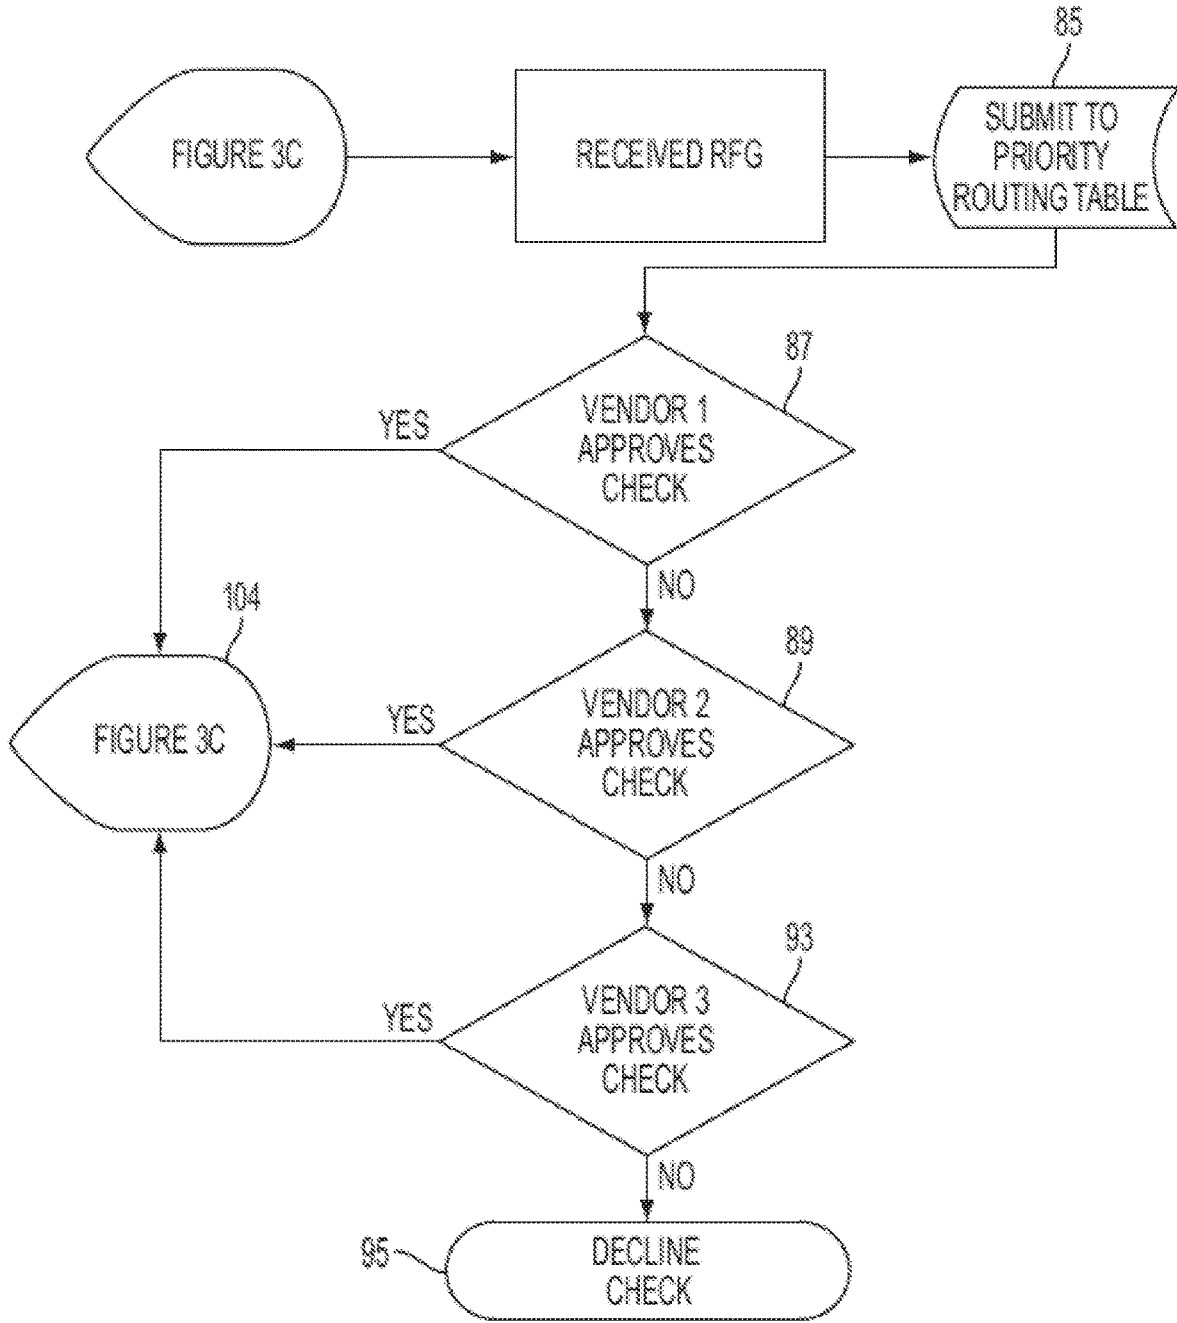 85
FIGURE 3C
RECEIVED RFG
SUBMIT TO
PRIORITY
ROUTING TABLE
87
YES
VENDOR 1
APPROVES
CHECK
NO
104
89
FIGURE 3C
YES
VENDOR 2
APPROVES
CHECK
NO
93
YES
VENDOR 3
APPROVES
CHECK
NO
95
DECLINE
CHECK